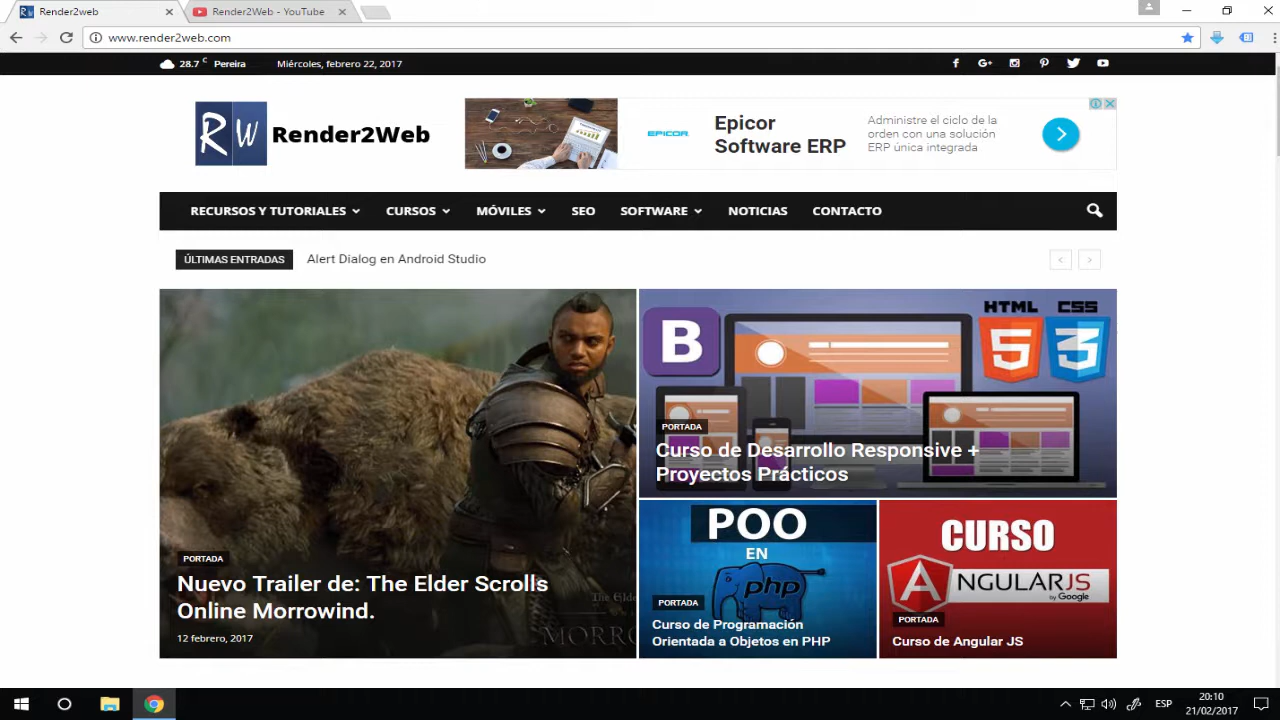 Render2web
Render2Web - YouTube
www.render2web.com
28.7 C Pereira
Miércoles, febrero 22, 2017
RW Render2Web
EPICOR
Epicor
Software ERP
Administre el ciclo de la
orden con una solución
ERP única integrada
RECURSOS Y TUTORIALES CURSOS MÓVILES SEO SOFTWARE NOTICIAS CONTACTO
ÚLTIMAS ENTRADAS
Alert Dialog en Android Studio
PORTADA
Nuevo Trailer de: The Elder Scrolls
Online Morrowind.
12 febrero, 2017
The Elde
MORRO
B
HTML CSS
5 3
PORTADA
Curso de Desarrollo Responsive +
Proyectos Prácticos
POO
EN
php
PORTADA
Curso de Programación
Orientada a Objetos en PHP
CURSO
ANGULARJS
by Google
PORTADA
Curso de Angular JS
ESP
20:10
21/02/2017